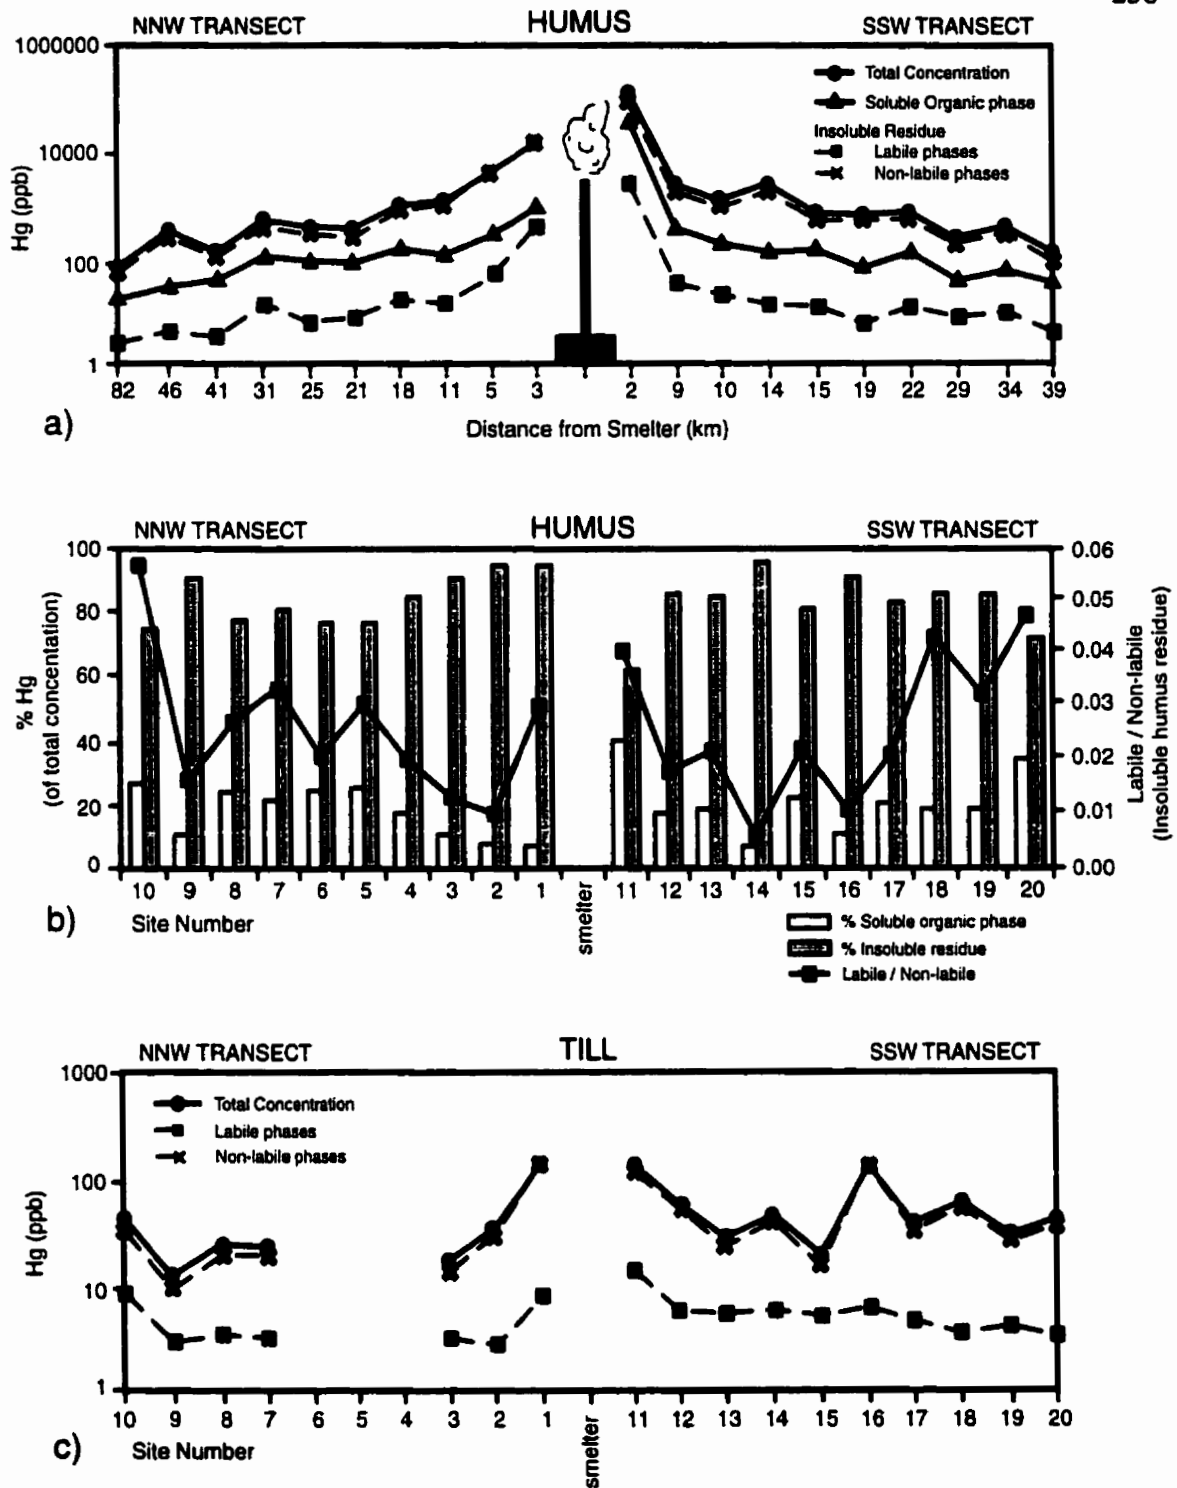 NNW TRANSECT HUMUS SSW TRANSECT
1000000
10000
100
1
Hg (ppb)
Total Concentration
Soluble Organic phase
Insoluble Residue
Labile phases
Non-labile phases
82 46 41 31 25 21 18 11 5 3 2 9 10 14 15 19 22 29 34 39
a)
Distance from Smelter (km)
NNW TRANSECT HUMUS SSW TRANSECT
100
80
60
40
20
0
% Hg
(of total concentation)
0.06
0.05
0.04
0.03
0.02
0.01
0.00
Labile / Non-labile
(Insoluble humus residue)
10 9 8 7 6 5 4 3 2 1 smelter 11 12 13 14 15 16 17 18 19 20
b) Site Number
% Soluble organic phase
% Insoluble residue
Labile / Non-labile
NNW TRANSECT TILL SSW TRANSECT
1000
100
10
1
Hg (ppb)
Total Concentration
Labile phases
Non-labile phases
10 9 8 7 6 5 4 3 2 1 smelter 11 12 13 14 15 16 17 18 19 20
c) Site Number